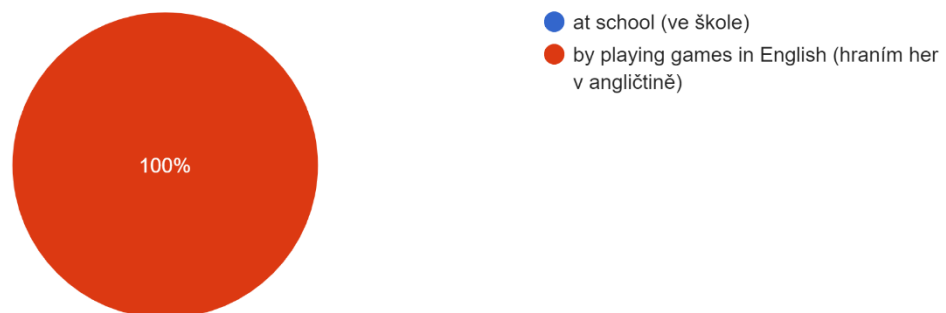 at school (ve škole)
by playing games in English (hraním her
v angličtině)
100%